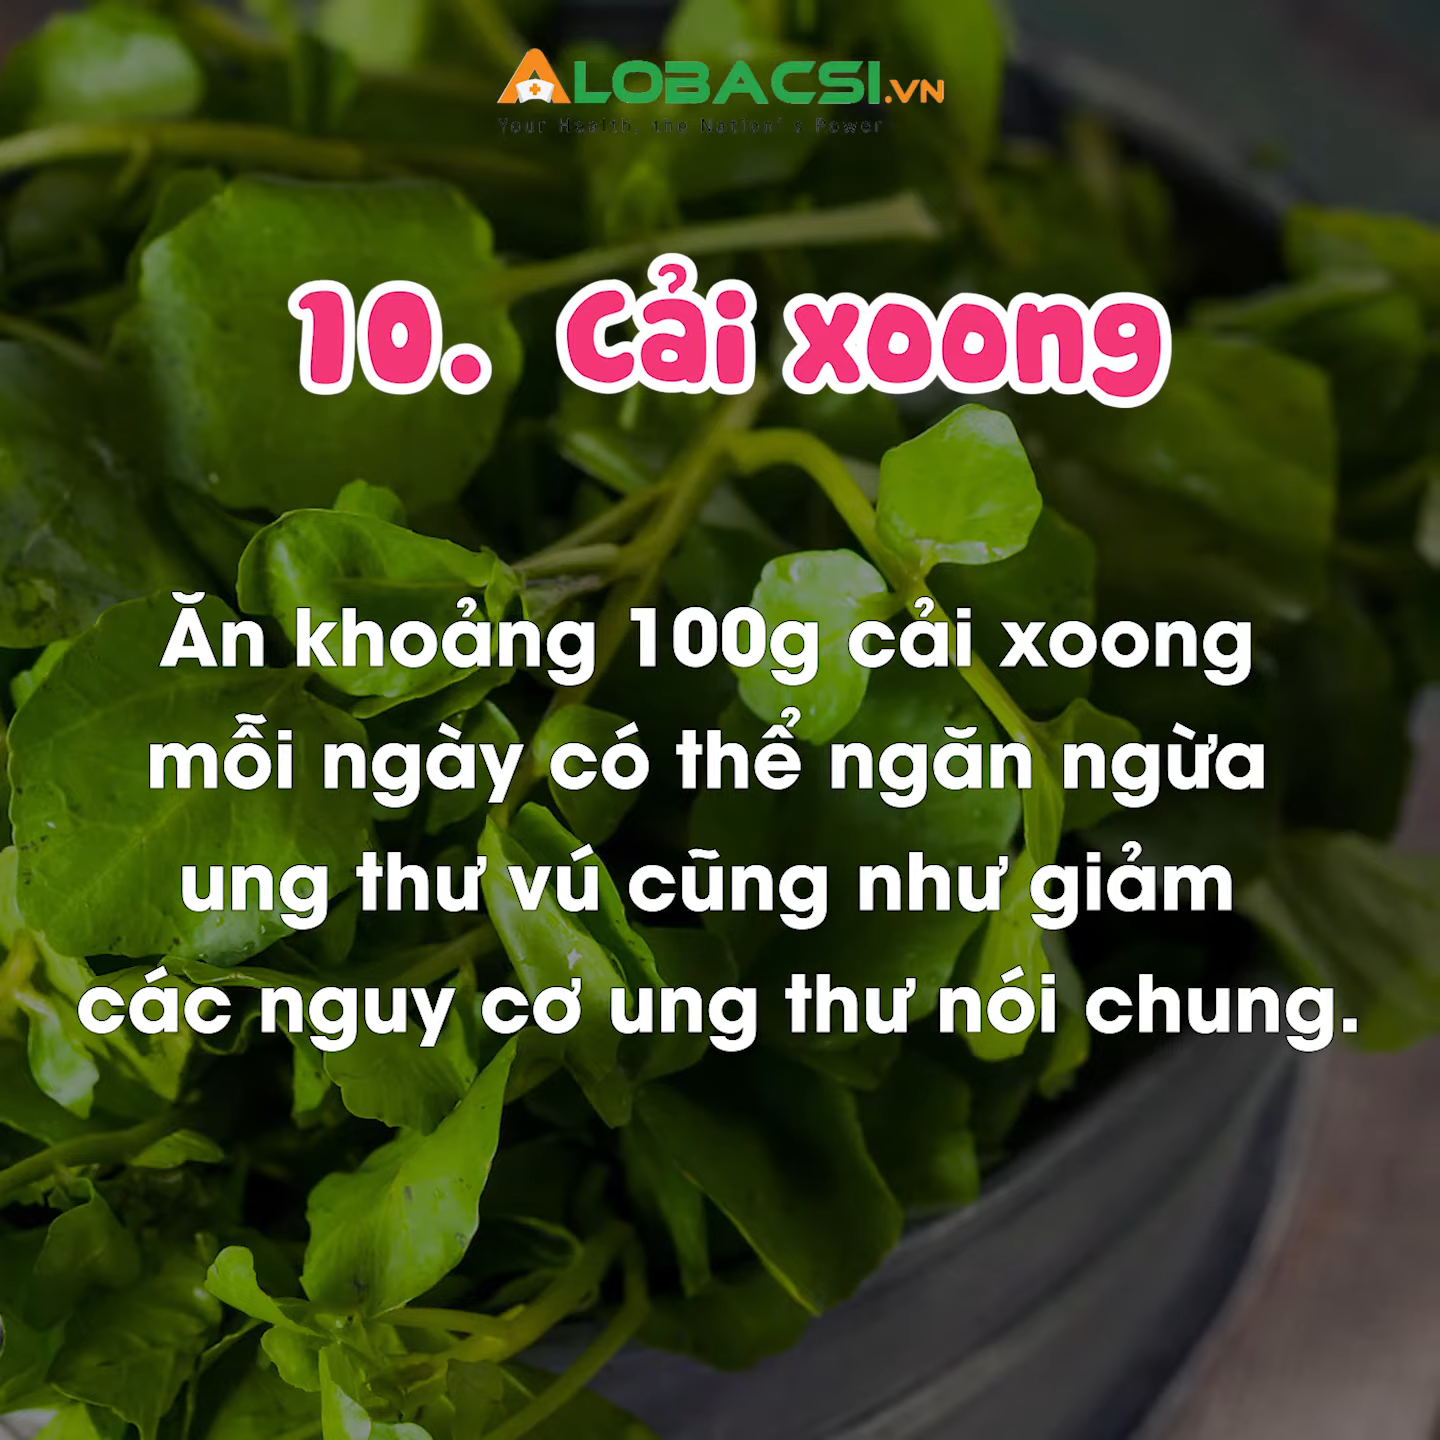 ALOBACSI.VN
Your Health, the Nation's Power
10. Cải xoong
Ăn khoảng 100g cải xoong
mỗi ngày có thể ngăn ngừa
ung thư vú cũng như giảm
các nguy cơ ung thư nói chung.